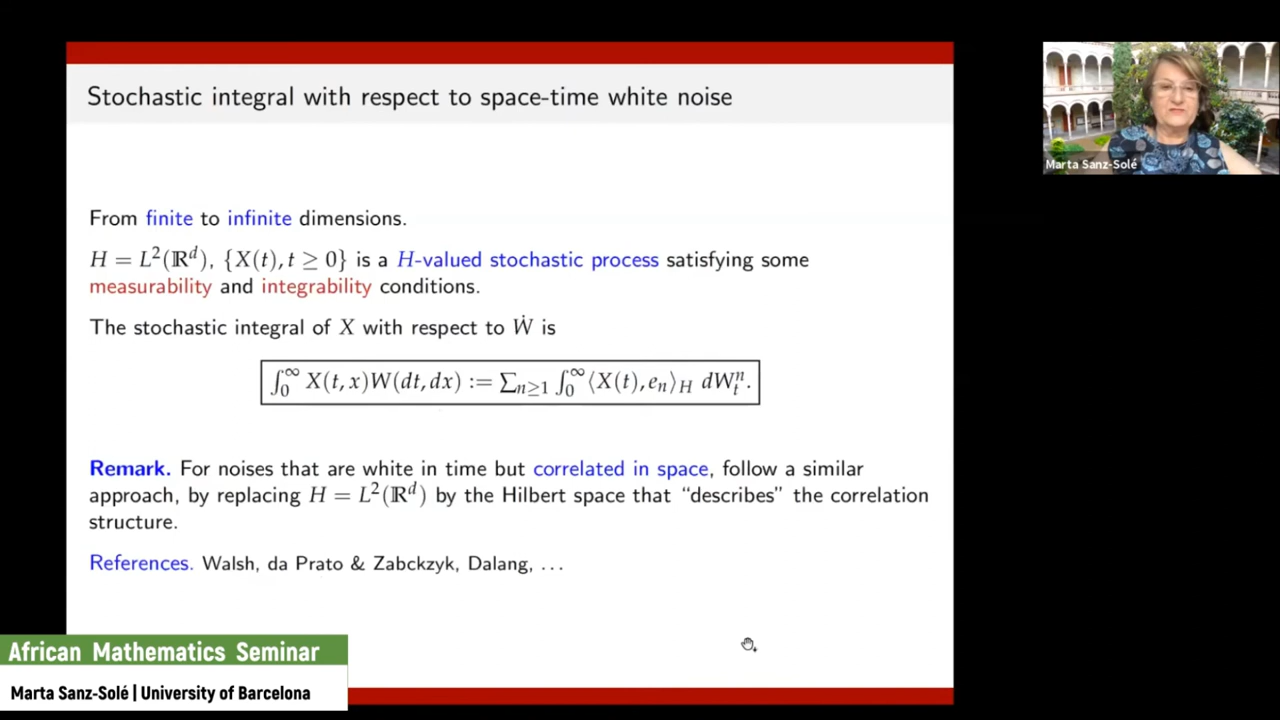 Stochastic integral with respect to space-time white noise
Marta Sanz-Solé
From finite to infinite dimensions.
H = L²(ℝᵈ), {X(t), t ≥ 0} is a H-valued stochastic process satisfying some
measurability and integrability conditions.
The stochastic integral of X with respect to Ẇ is
∫₀^∞ X(t, x)W(dt, dx) := ∑ₙ≥₁ ∫₀^∞ ⟨X(t), eₙ⟩_H dWₜⁿ.
Remark. For noises that are white in time but correlated in space, follow a similar
approach, by replacing H = L²(ℝᵈ) by the Hilbert space that “describes” the correlation
structure.
References. Walsh, da Prato & Zabckzyk, Dalang, ...
African Mathematics Seminar
Marta Sanz-Solé | University of Barcelona